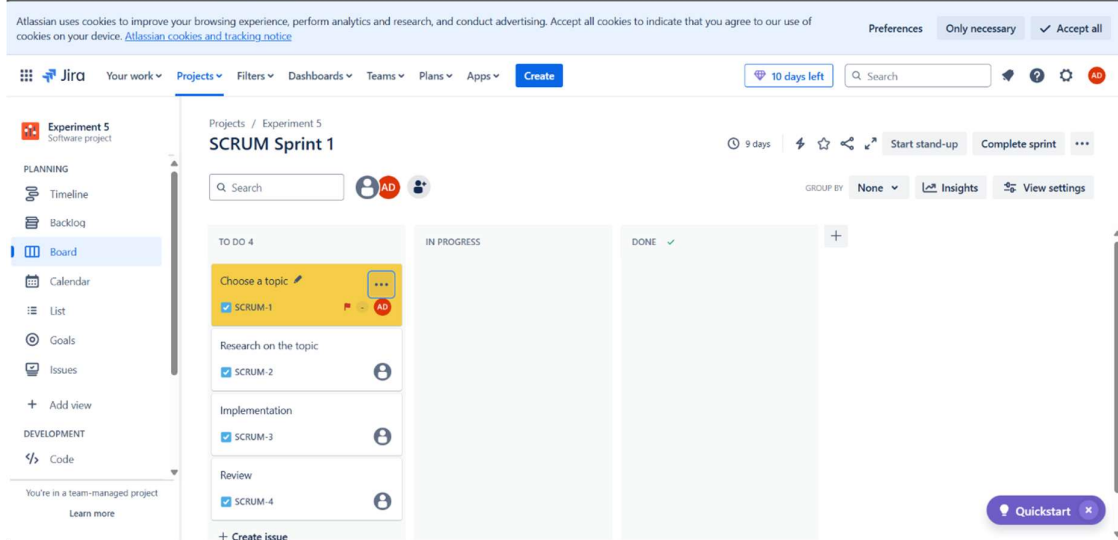 Atlassian uses cookies to improve your browsing experience, perform analytics and research, and conduct advertising. Accept all cookies to indicate that you agree to our use of
cookies on your device. Atlassian cookies and tracking notice
Preferences Only necessary Accept all
Jira Your work Projects Filters Dashboards Teams Plans Apps Create 10 days left Search AD
Experiment 5
Software project
PLANNING
Timeline
Backlog
Board
Calendar
List
Goals
Issues
Add view
DEVELOPMENT
Code
You're in a team-managed project
Learn more
Projects / Experiment 5
SCRUM Sprint 1
9 days Start stand-up Complete sprint
Search AD
GROUP BY None Insights View settings
TO DO 4
Choose a topic
SCRUM-1 - AD
Research on the topic
SCRUM-2
Implementation
SCRUM-3
Review
SCRUM-4
+ Create issue
IN PROGRESS
DONE
Quickstart